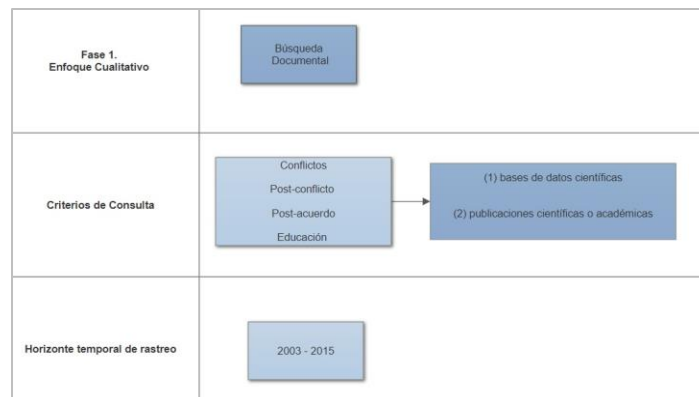 Fase 1.
Enfoque Cualitativo
Búsqueda
Documental
Criterios de Consulta
Conflictos
Post-conflicto
Post-acuerdo
Educación
(1) bases de datos científicas
(2) publicaciones científicas o académicas
Horizonte temporal de rastreo
2003 - 2015